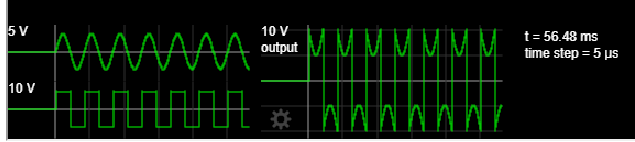 5 V
10 V
10 V
output
t = 56.48 ms
time step = 5 µs